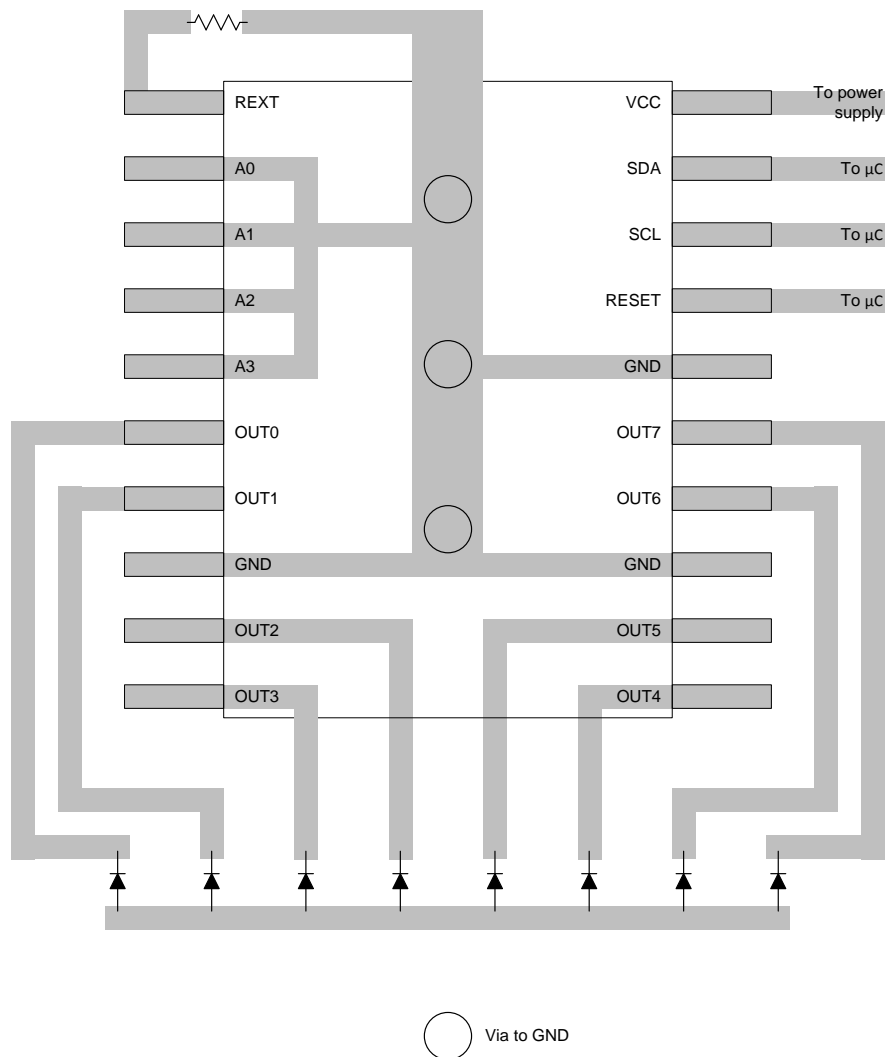 REXT
VCC
To power
supply
A0
SDA
To μC
A1
SCL
To μC
A2
RESET
To μC
A3
GND
OUT0
OUT7
OUT1
OUT6
GND
GND
OUT2
OUT5
OUT3
OUT4
Via to GND